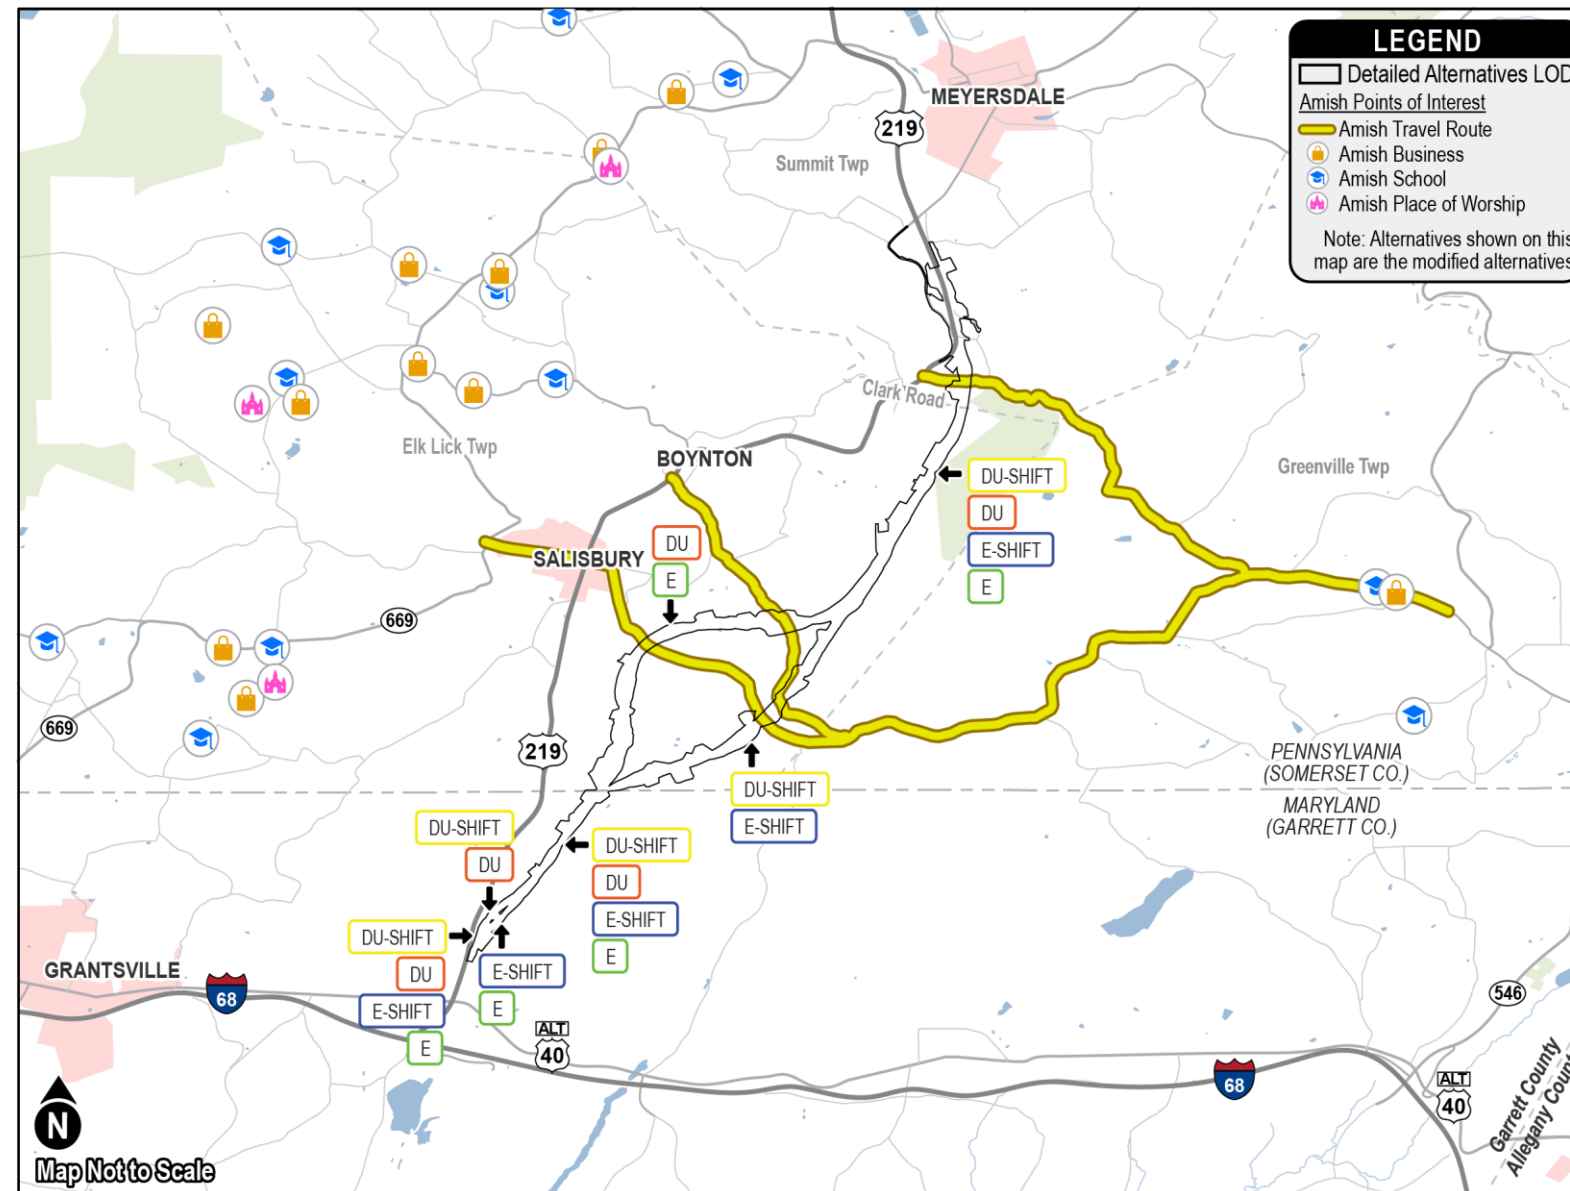 LEGEND
Detailed Alternatives LOD
Amish Points of Interest
Amish Travel Route
Amish Business
Amish School
Amish Place of Worship
Note: Alternatives shown on this
map are the modified alternatives
MEYERSDALE
219
Summit Twp
Clark Road
Elk Lick Twp
BOYNTON
Greenville Twp
DU-SHIFT
DU
E-SHIFT
E
SALISBURY
DU
E
669
669
219
PENNSYLVANIA
(SOMERSET CO.)
MARYLAND
(GARRETT CO.)
DU-SHIFT
E-SHIFT
DU-SHIFT
DU
DU-SHIFT
DU
E-SHIFT
E
DU-SHIFT
DU
E-SHIFT
E
E-SHIFT
E
GRANTSVILLE
68
ALT
40
546
68
ALT
40
Garrett County
Allegany Count
N
Map Not to Scale